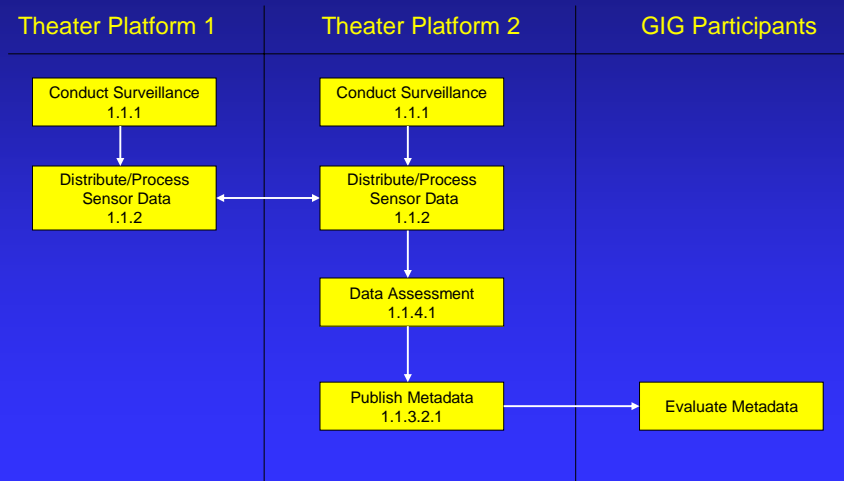 Theater Platform 1
Theater Platform 2
GIG Participants
Conduct Surveillance
1.1.1
Conduct Surveillance
1.1.1
Distribute/Process
Sensor Data
1.1.2
Distribute/Process
Sensor Data
1.1.2
Data Assessment
1.1.4.1
Publish Metadata
1.1.3.2.1
Evaluate Metadata